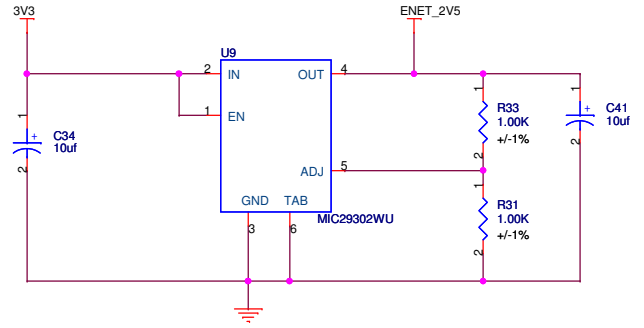 3V3
ENET_2V5
U9
2 IN OUT 4
1 EN
1 C34 10uf 2
1 R33 1.00K +/-1% 2
1 C41 10uf 2
ADJ 5
1 R31 1.00K +/-1% 2
GND TAB
MIC29302WU
3 6